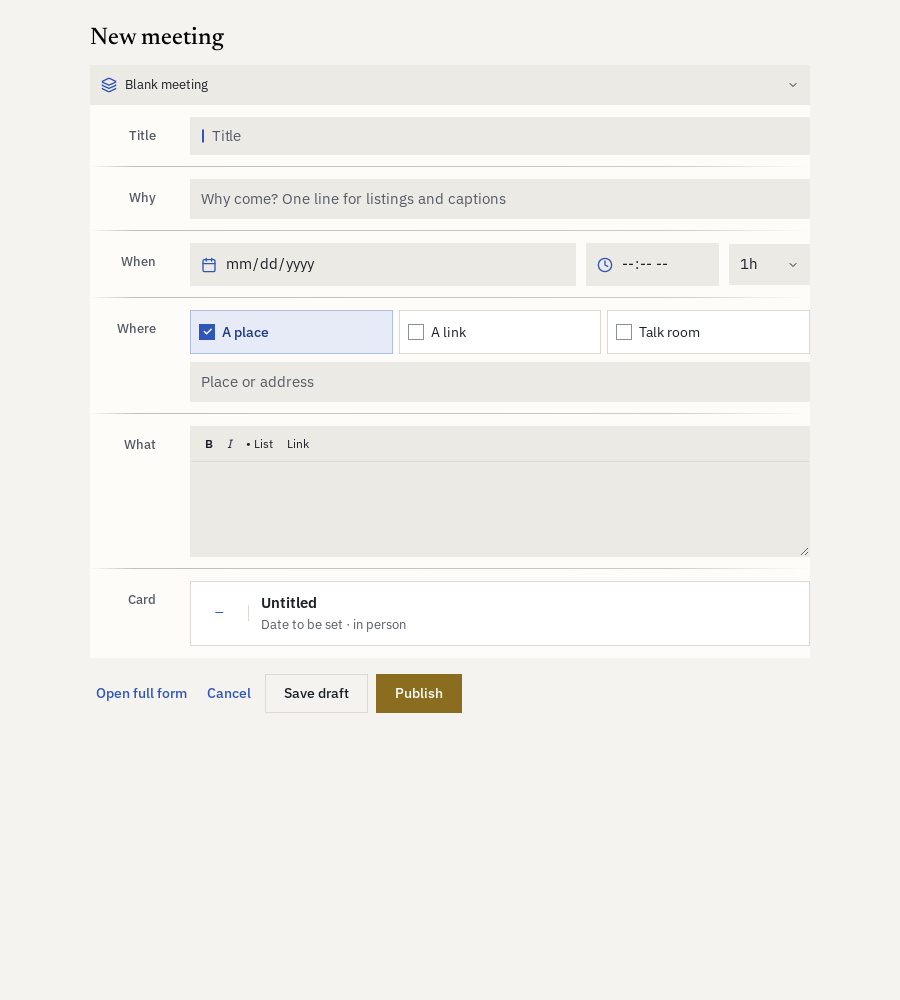 New meeting
Blank meeting
Title
Title
Why
Why come? One line for listings and captions
When
mm/dd/yyyy
--:-- --
1h
Where
A place
A link
Talk room
Place or address
What
B I • List Link
Card
–
Untitled
Date to be set · in person
Open full form
Cancel
Save draft
Publish